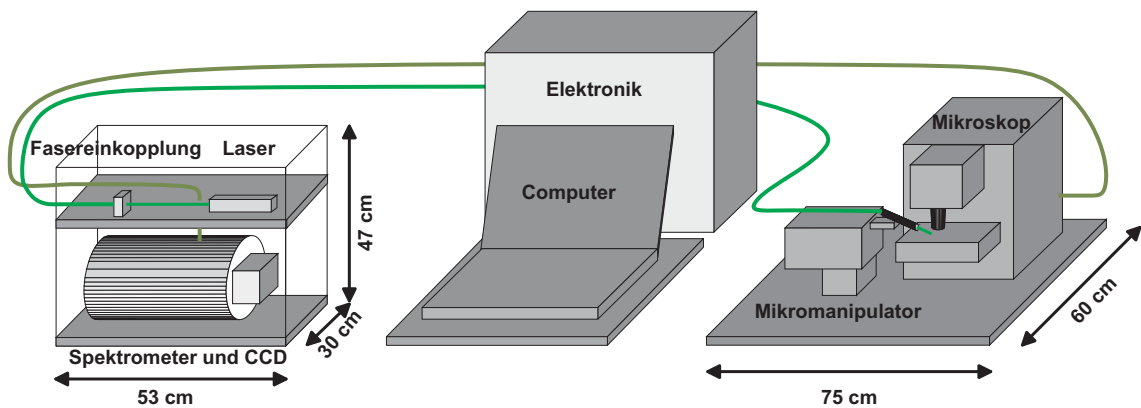 Elektronik
Mikroskop
Fasereinkopplung Laser
Computer
47 cm
Mikromanipulator
60 cm
30 cm
Spektrometer und CCD
53 cm
75 cm